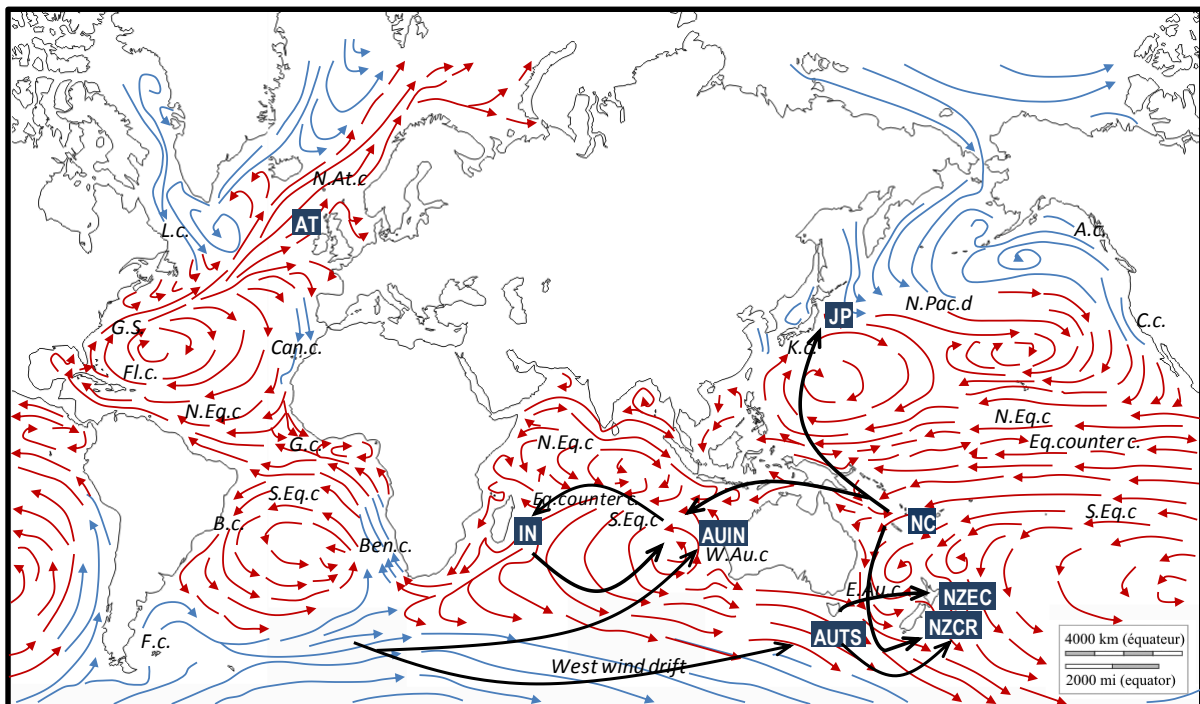 N.At.c
AT
L.c.
A.c.
G.S.
Can.c.
JP
N.Pac.d
C.c.
K.c.
Fl.c.
N.Eq.c
G.c.
N.Eq.c
N.Eq.c
Eq.counter c.
S.Eq.c
B.c.
Ben.c.
Eq.counter c.
S.Eq.c
IN
AUIN
W.Au.c
NC
S.Eq.c
E.Au.c.
NZEC
NZCR
AUTS
F.c.
West wind drift
4000 km (équateur)
2000 mi (equator)